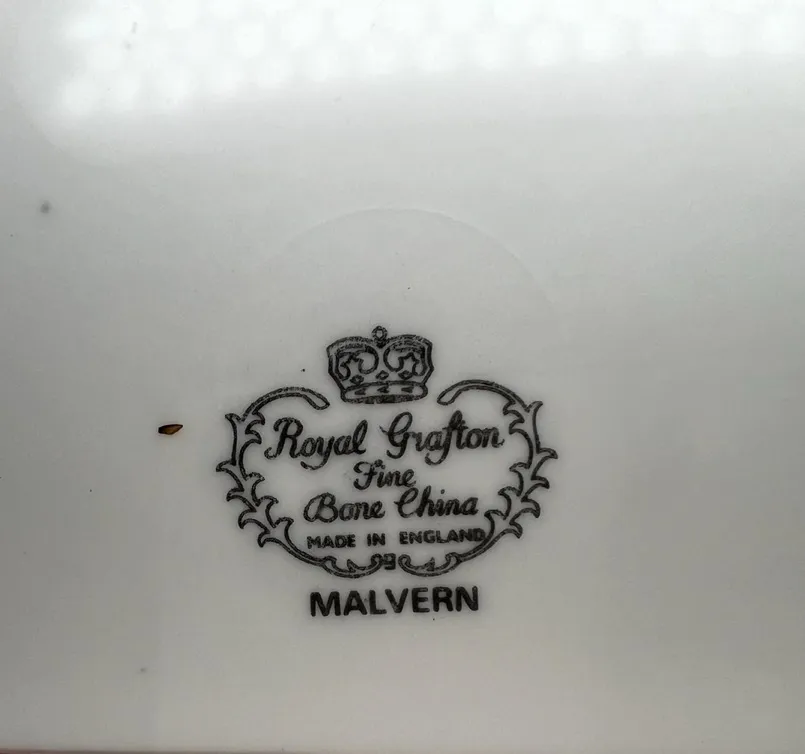 Royal Grafton
Fine
Bone China
MADE IN ENGLAND
MALVERN